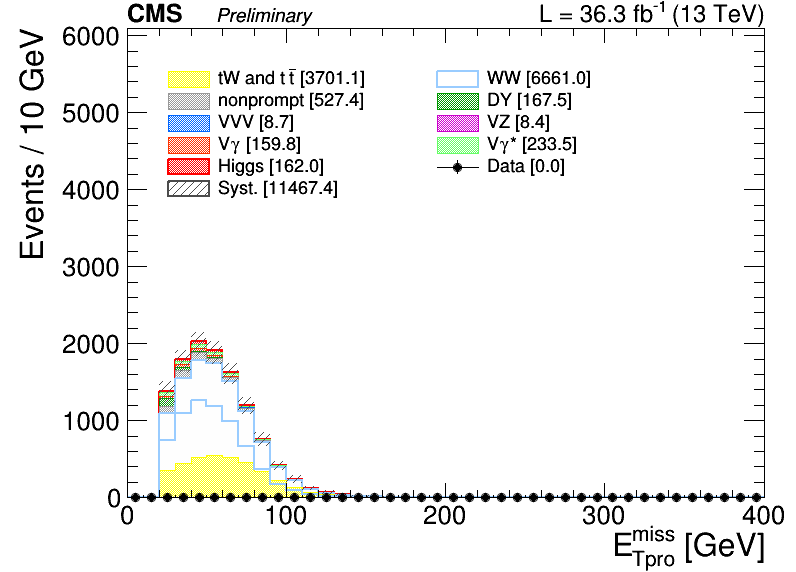 CMS Preliminary L = 36.3 fb⁻¹ (13 TeV)
Events / 10 GeV
6000
5000
4000
3000
2000
1000
0
tW and t t̄ [3701.1]
nonprompt [527.4]
VVV [8.7]
Vγ [159.8]
Higgs [162.0]
Syst. [11467.4]
WW [6661.0]
DY [167.5]
VZ [8.4]
Vγ* [233.5]
Data [0.0]
0 100 200 300 400
E_Tpro^miss [GeV]